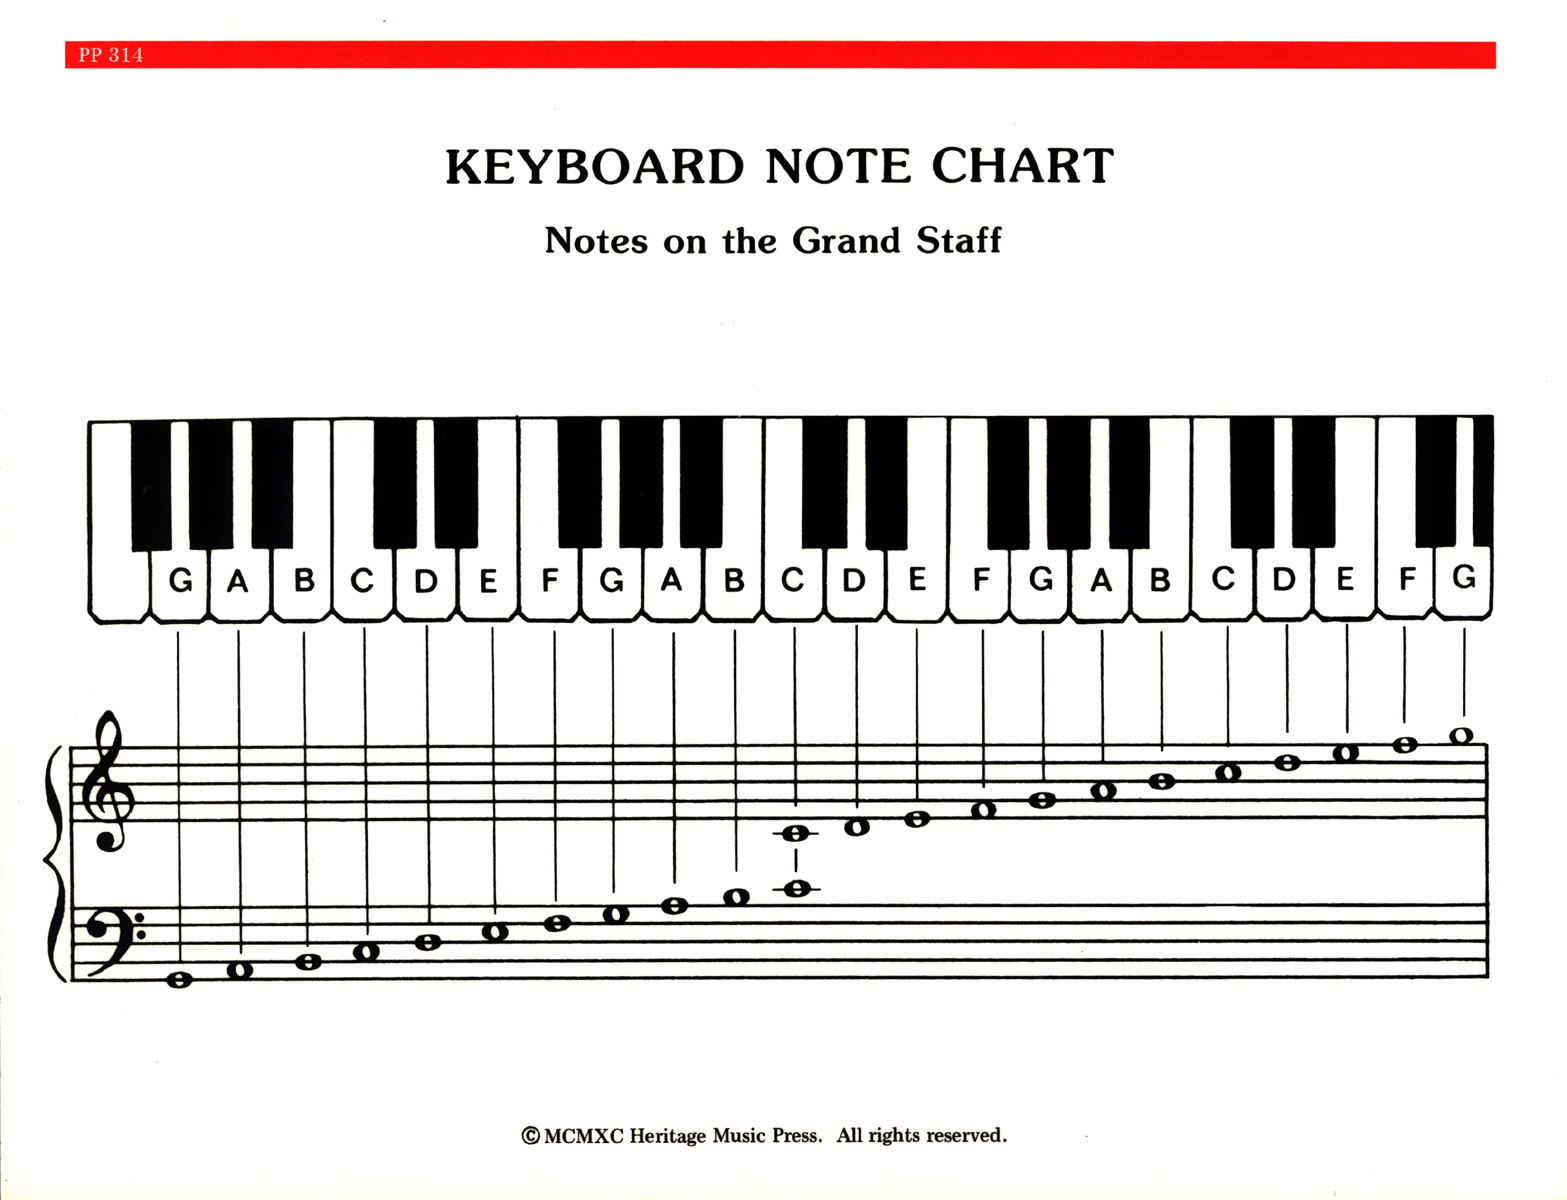 PP 314
KEYBOARD NOTE CHART
Notes on the Grand Staff
G A B C D E F G A B C D E F G A B C D E F G
© MCMXC Heritage Music Press. All rights reserved.